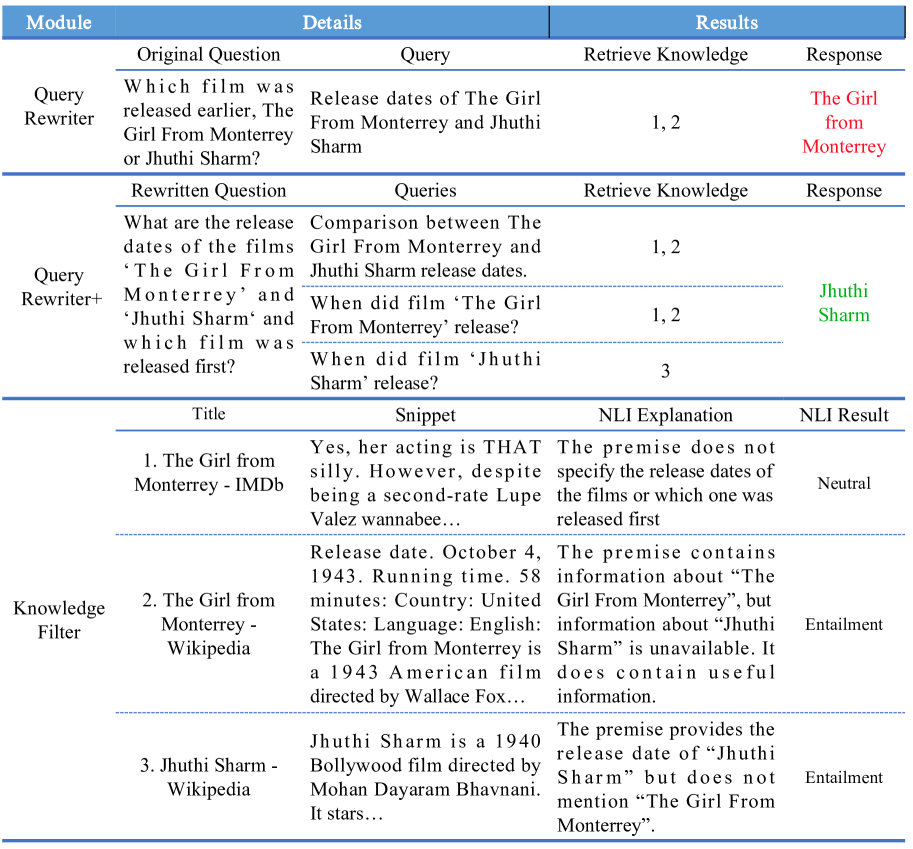 Module
Details
Results
Query
Rewriter
Original Question
Query
Retrieve Knowledge
Response
Which film was
released earlier, The
Girl From Monterrey
or Jhuthi Sharm?
Release dates of The Girl
From Monterrey and Jhuthi
Sharm
1, 2
The Girl
from
Monterrey
Query
Rewriter+
Rewritten Question
Queries
Retrieve Knowledge
Response
What are the release
dates of the films
‘The Girl From
Monterrey’ and
‘Jhuthi Sharm‘ and
which film was
released first?
Comparison between The
Girl From Monterrey and
Jhuthi Sharm release dates.
1, 2
When did film ‘The Girl
From Monterrey’ release?
1, 2
When did film ‘Jhuthi
Sharm’ release?
3
Jhuthi
Sharm
Knowledge
Filter
Title
Snippet
NLI Explanation
NLI Result
1. The Girl from
Monterrey - IMDb
Yes, her acting is THAT
silly. However, despite
being a second-rate Lupe
Valez wannabee…
The premise does not
specify the release dates of
the films or which one was
released first
Neutral
2. The Girl from
Monterrey -
Wikipedia
Release date. October 4,
1943. Running time. 58
minutes: Country: United
States: Language: English:
The Girl from Monterrey is
a 1943 American film
directed by Wallace Fox…
The premise contains
information about “The
Girl From Monterrey”, but
information about “Jhuthi
Sharm” is unavailable. It
does contain useful
information.
Entailment
3. Jhuthi Sharm -
Wikipedia
Jhuthi Sharm is a 1940
Bollywood film directed by
Mohan Dayaram Bhavnani.
It stars…
The premise provides the
release date of “Jhuthi
Sharm” but does not
mention “The Girl From
Monterrey”.
Entailment